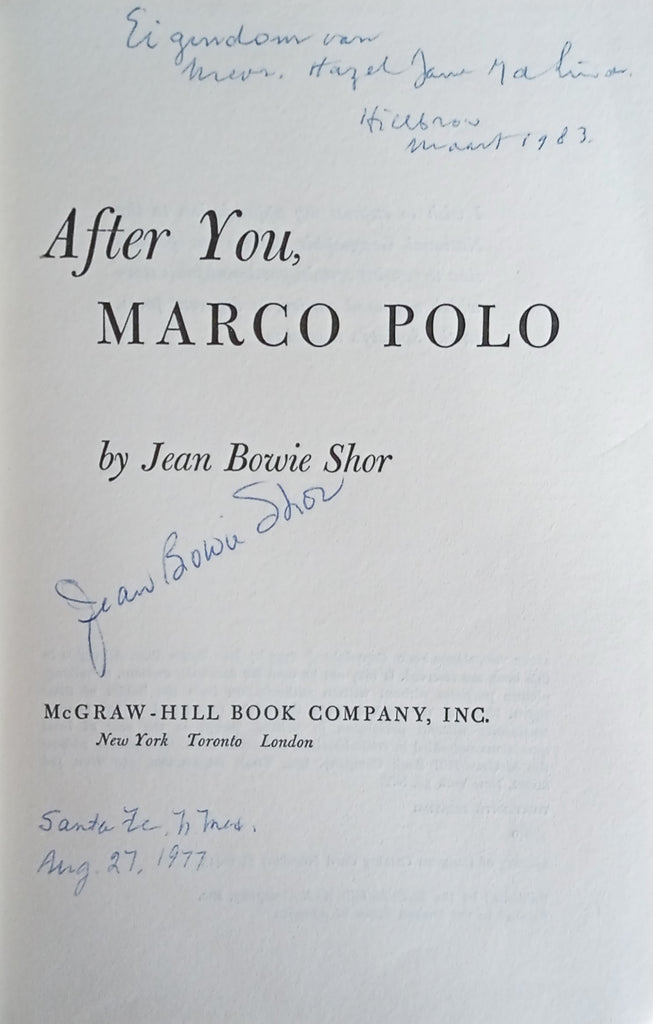 Eigendom van
Mevr. Hazel Jane
Hillbrow
Maart 1983.
After You,
MARCO POLO
by Jean Bowie Shor
Jean Bowie Shor
McGRAW-HILL BOOK COMPANY, INC.
New York Toronto London
Santa Fe, N Mex.
Aug. 27, 1977